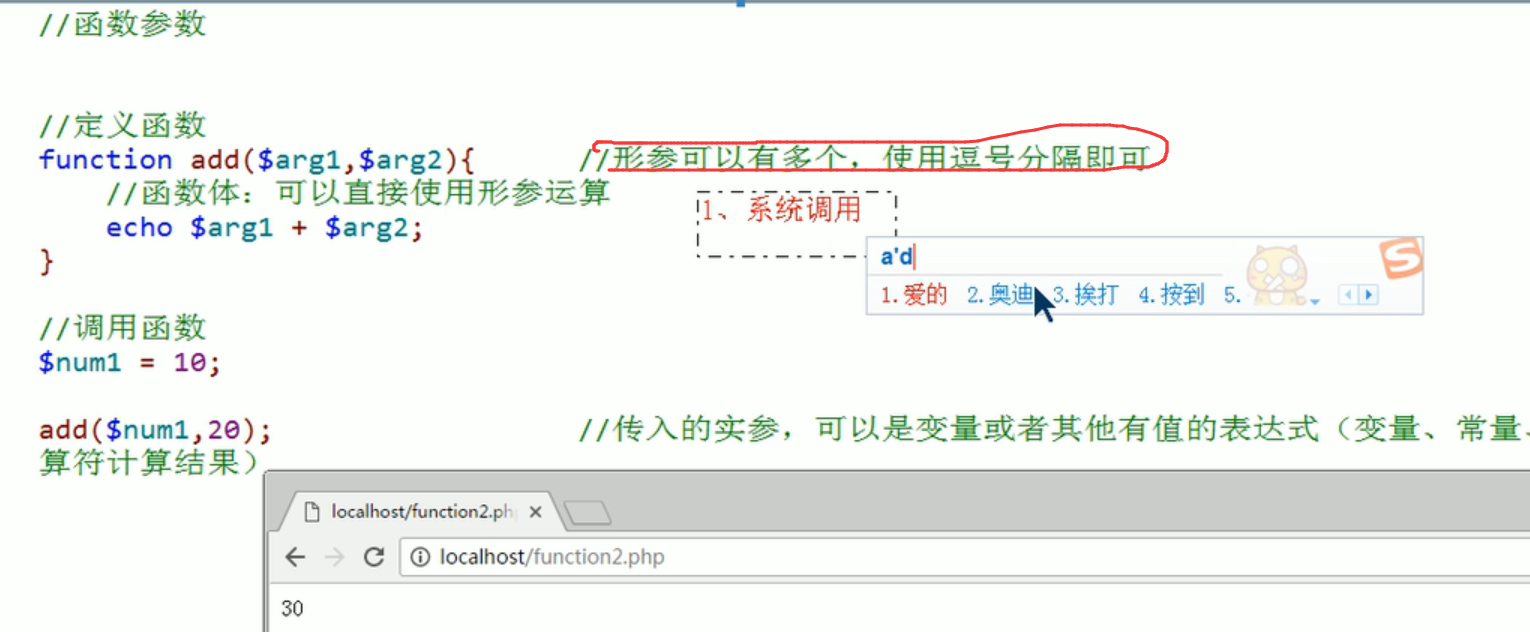 //函数参数
//定义函数
function add($arg1,$arg2){ //形参可以有多个，使用逗号分隔即可
//函数体：可以直接使用形参运算
1、系统调用
echo $arg1 + $arg2;
a'd
}
1.爱的 2.奥迪 3.挨打 4.按到 5.
//调用函数
$num1 = 10;
add($num1,20); //传入的实参，可以是变量或者其他有值的表达式（变量、常量、
算符计算结果）
localhost/function2.ph
localhost/function2.php
30